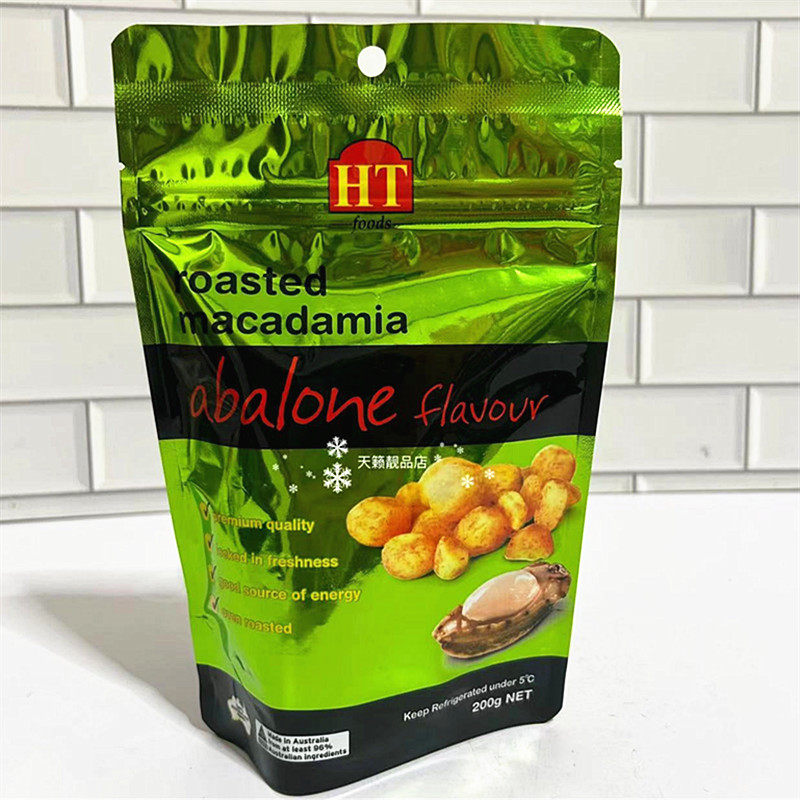 HT
foods
roasted
macadamia
abalone flavour
天籁靓品店
premium quality
locked in freshness
good source of energy
oven roasted
Keep Refrigerated under 5℃
200g NET
Made in Australia
from at least 96%
Australian ingredients